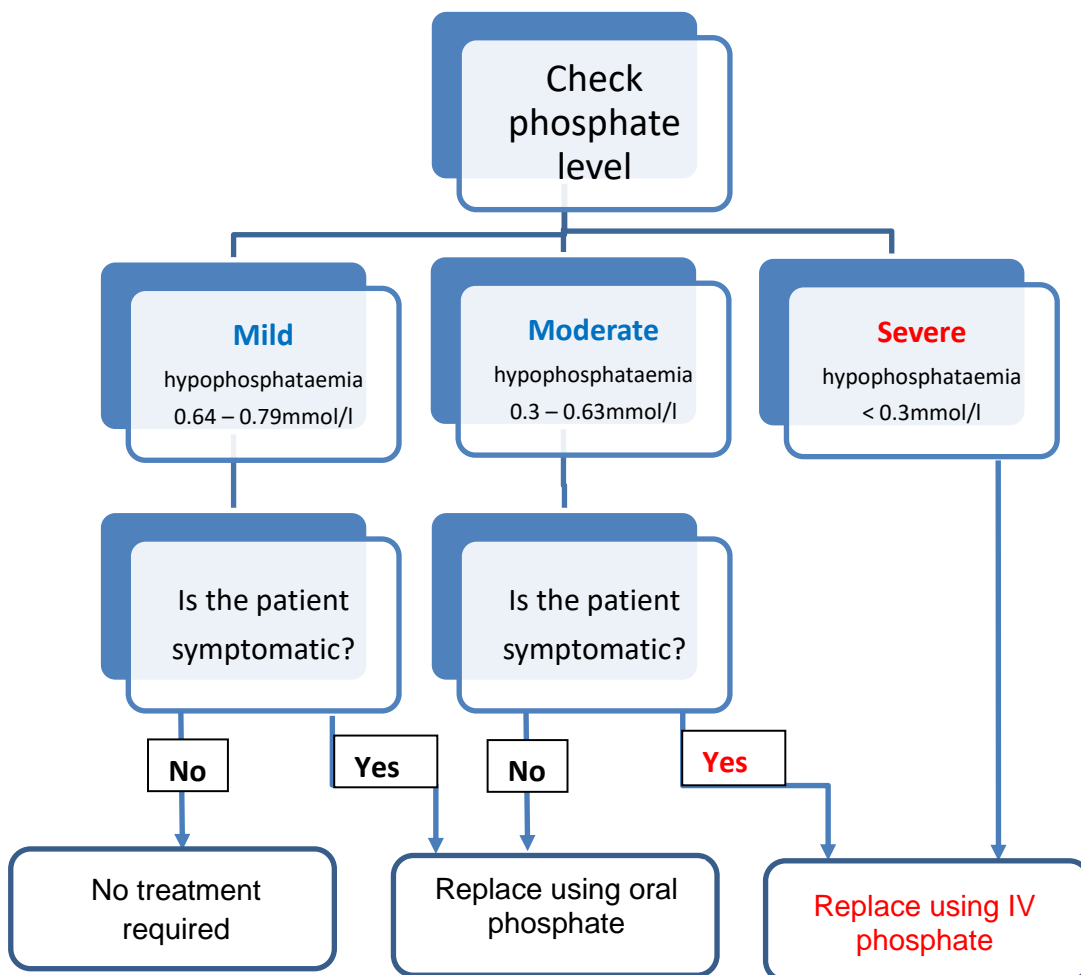 Check
phosphate
level
Mild
hypophosphataemia
0.64 – 0.79mmol/l
Moderate
hypophosphataemia
0.3 – 0.63mmol/l
Severe
hypophosphataemia
< 0.3mmol/l
Is the patient
symptomatic?
Is the patient
symptomatic?
No
Yes
No
Yes
No treatment
required
Replace using oral
phosphate
Replace using IV
phosphate